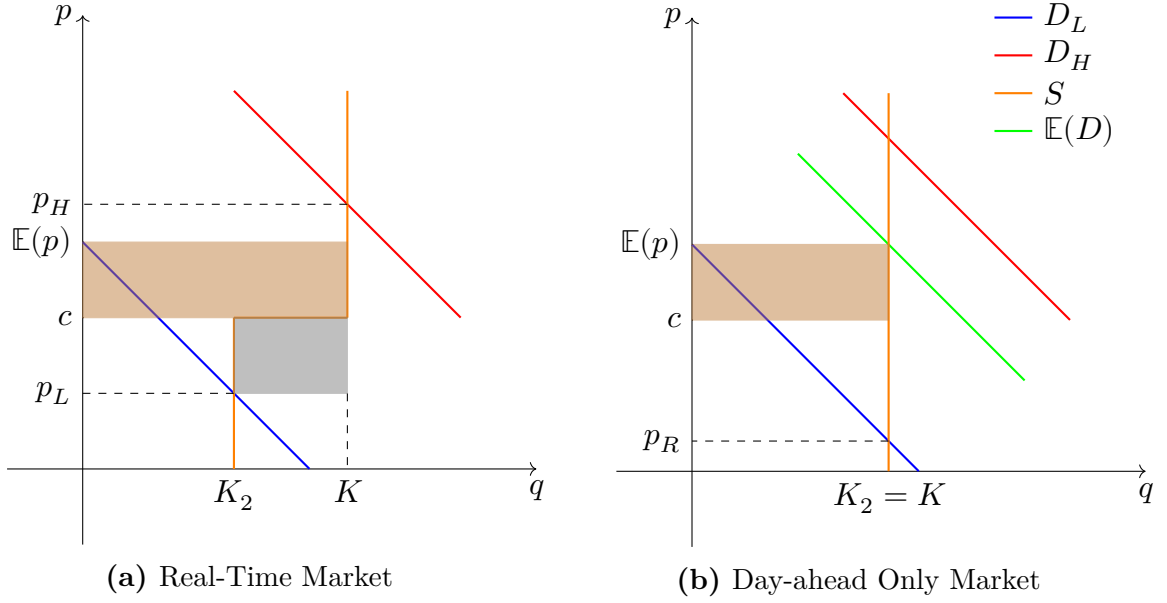 p
p_H
𝔼(p)
c
p_L
K_2
K
q
(a) Real-Time Market
p
𝔼(p)
c
p_R
K_2 = K
q
D_L
D_H
S
𝔼(D)
(b) Day-ahead Only Market